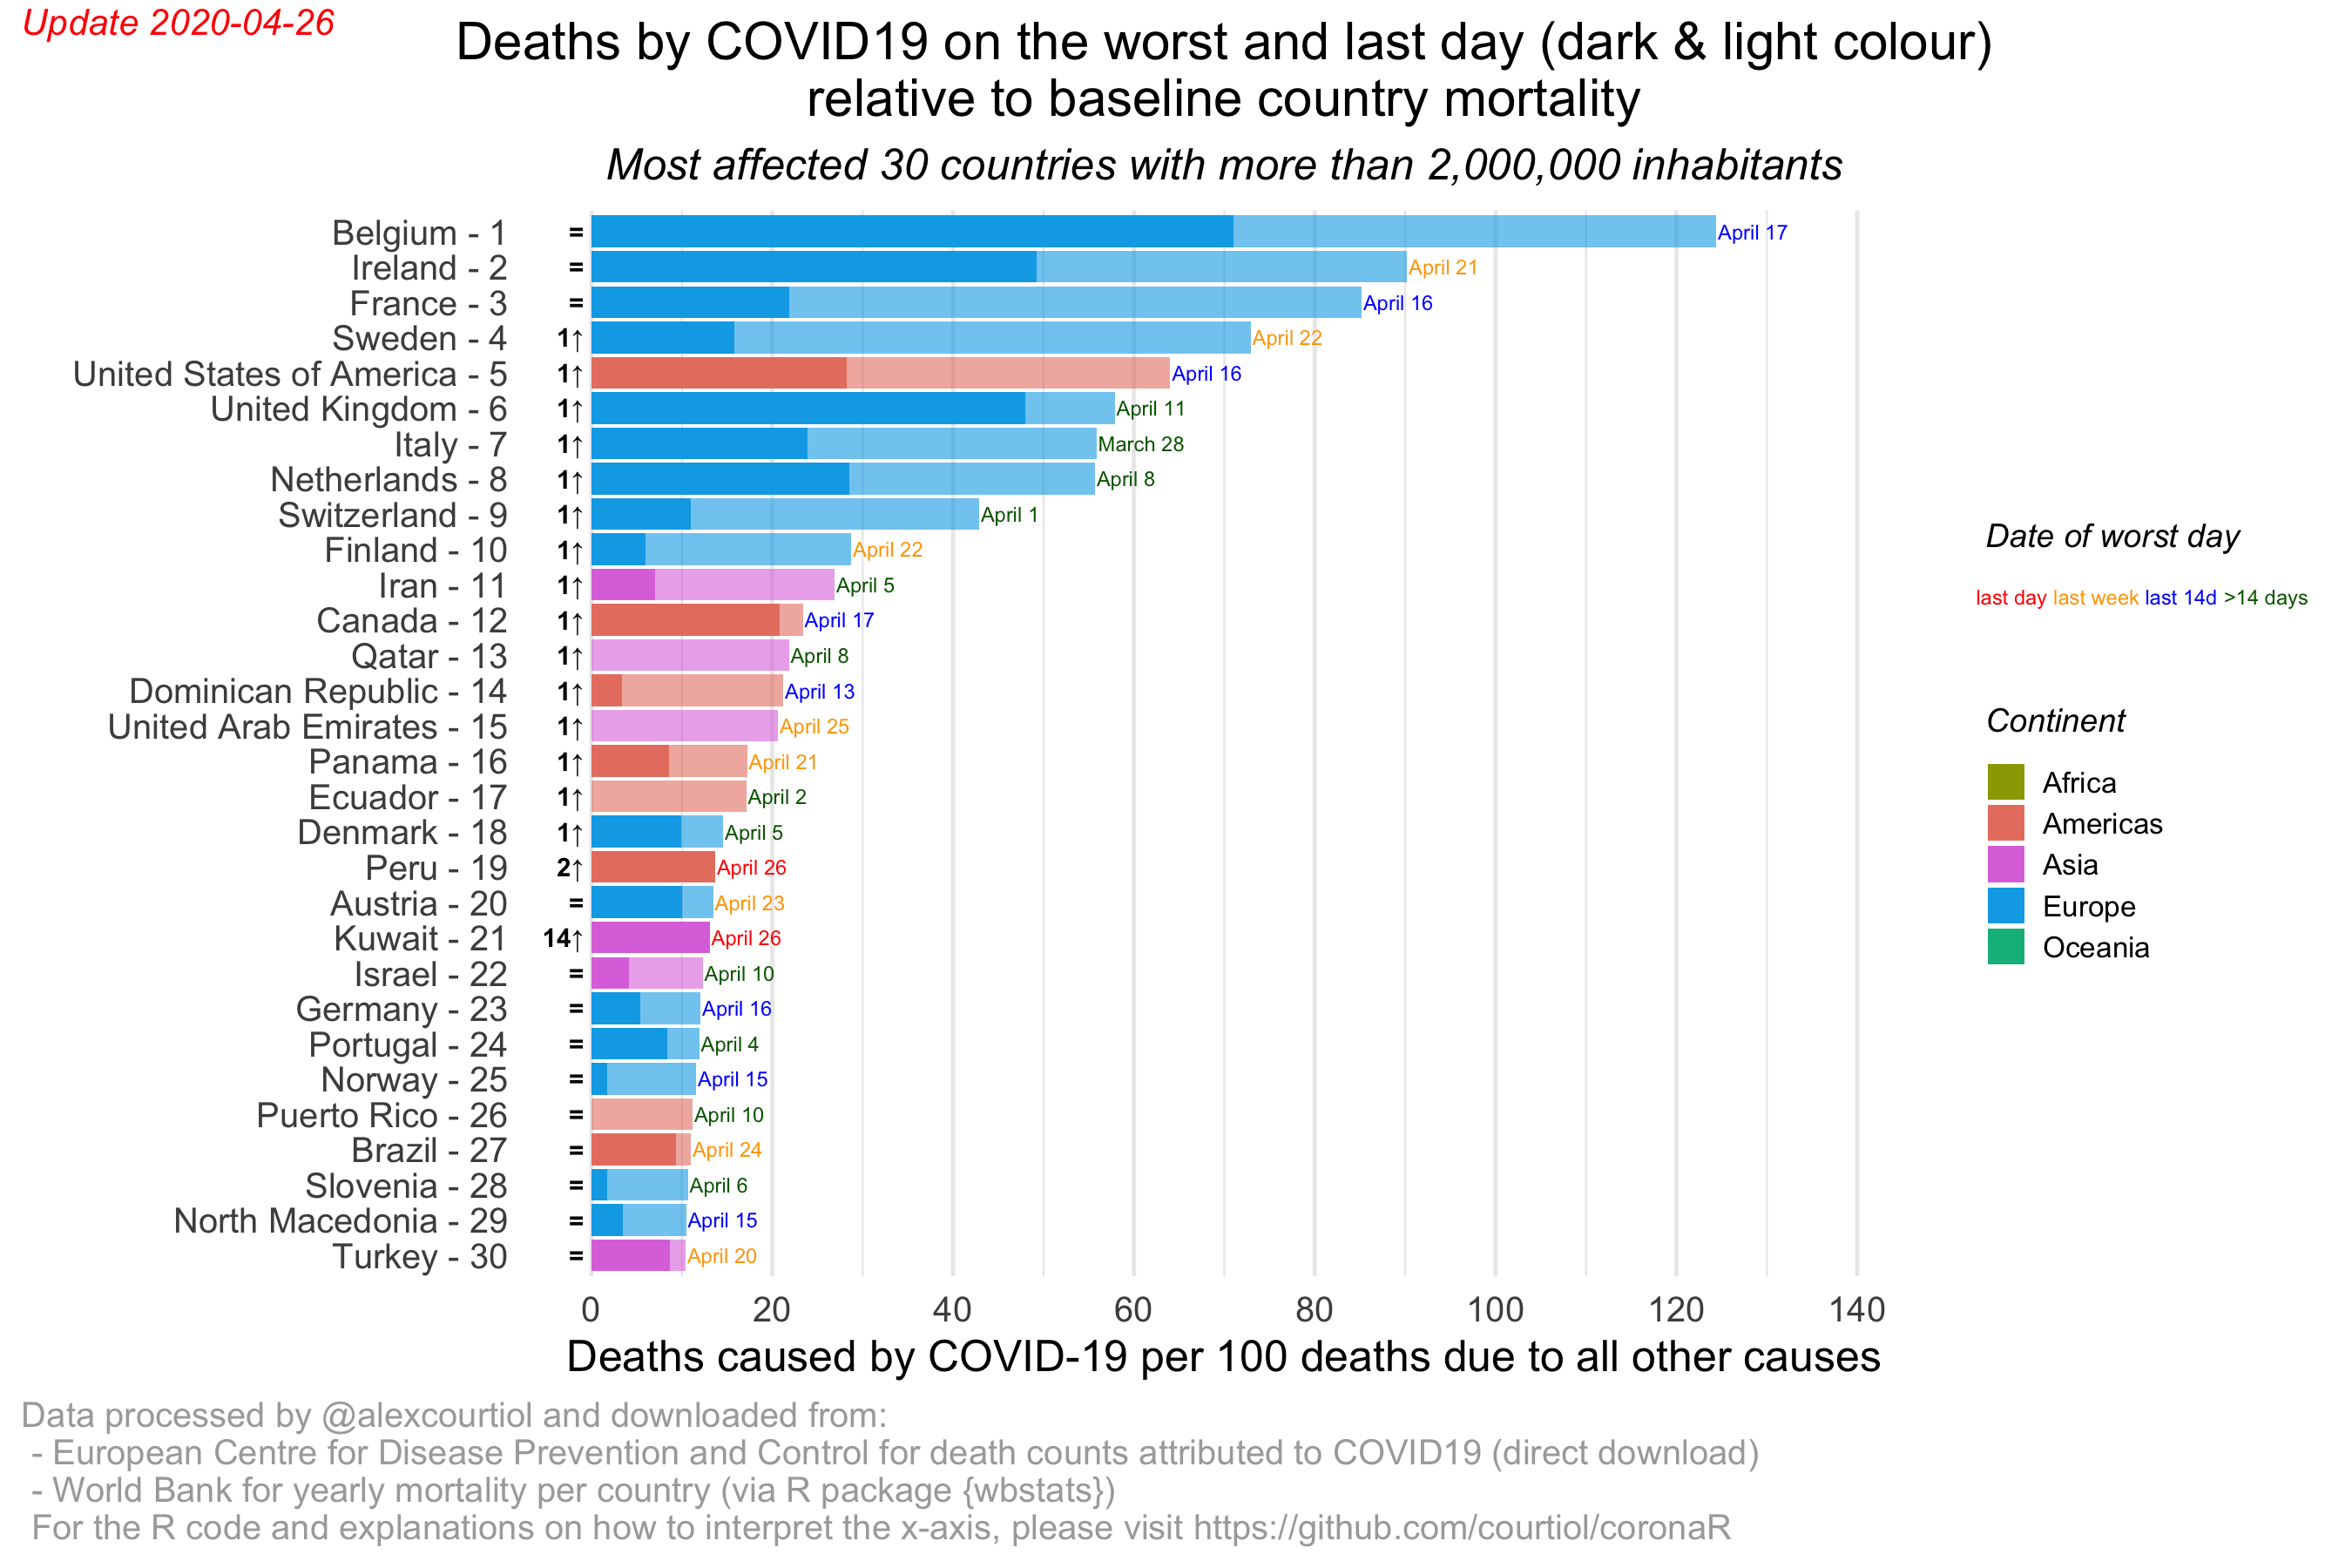 Update 2020-04-26
Deaths by COVID19 on the worst and last day (dark & light colour)
relative to baseline country mortality
Most affected 30 countries with more than 2,000,000 inhabitants
Belgium - 1 = April 17
Ireland - 2 = April 21
France - 3 = April 16
Sweden - 4 1↑ April 22
United States of America - 5 1↑ April 16
United Kingdom - 6 1↑ April 11
Italy - 7 1↑ March 28
Netherlands - 8 1↑ April 8
Switzerland - 9 1↑ April 1
Finland - 10 1↑ April 22
Iran - 11 1↑ April 5
Canada - 12 1↑ April 17
Qatar - 13 1↑ April 8
Dominican Republic - 14 1↑ April 13
United Arab Emirates - 15 1↑ April 25
Panama - 16 1↑ April 21
Ecuador - 17 1↑ April 2
Denmark - 18 1↑ April 5
Peru - 19 2↑ April 26
Austria - 20 = April 23
Kuwait - 21 14↑ April 26
Israel - 22 = April 10
Germany - 23 = April 16
Portugal - 24 = April 4
Norway - 25 = April 15
Puerto Rico - 26 = April 10
Brazil - 27 = April 24
Slovenia - 28 = April 6
North Macedonia - 29 = April 15
Turkey - 30 = April 20
0 20 40 60 80 100 120 140
Deaths caused by COVID-19 per 100 deaths due to all other causes
Date of worst day
last day last week last 14d >14 days
Continent
Africa
Americas
Asia
Europe
Oceania
Data processed by @alexcourtiol and downloaded from:
- European Centre for Disease Prevention and Control for death counts attributed to COVID19 (direct download)
- World Bank for yearly mortality per country (via R package {wbstats})
For the R code and explanations on how to interpret the x-axis, please visit https://github.com/courtiol/coronaR